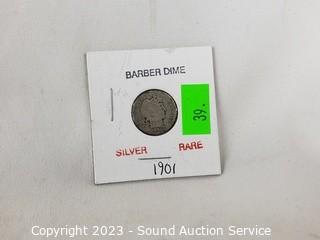 BARBER DIME
39.
SILVER RARE
1901
Copyright 2023 - Sound Auction Service